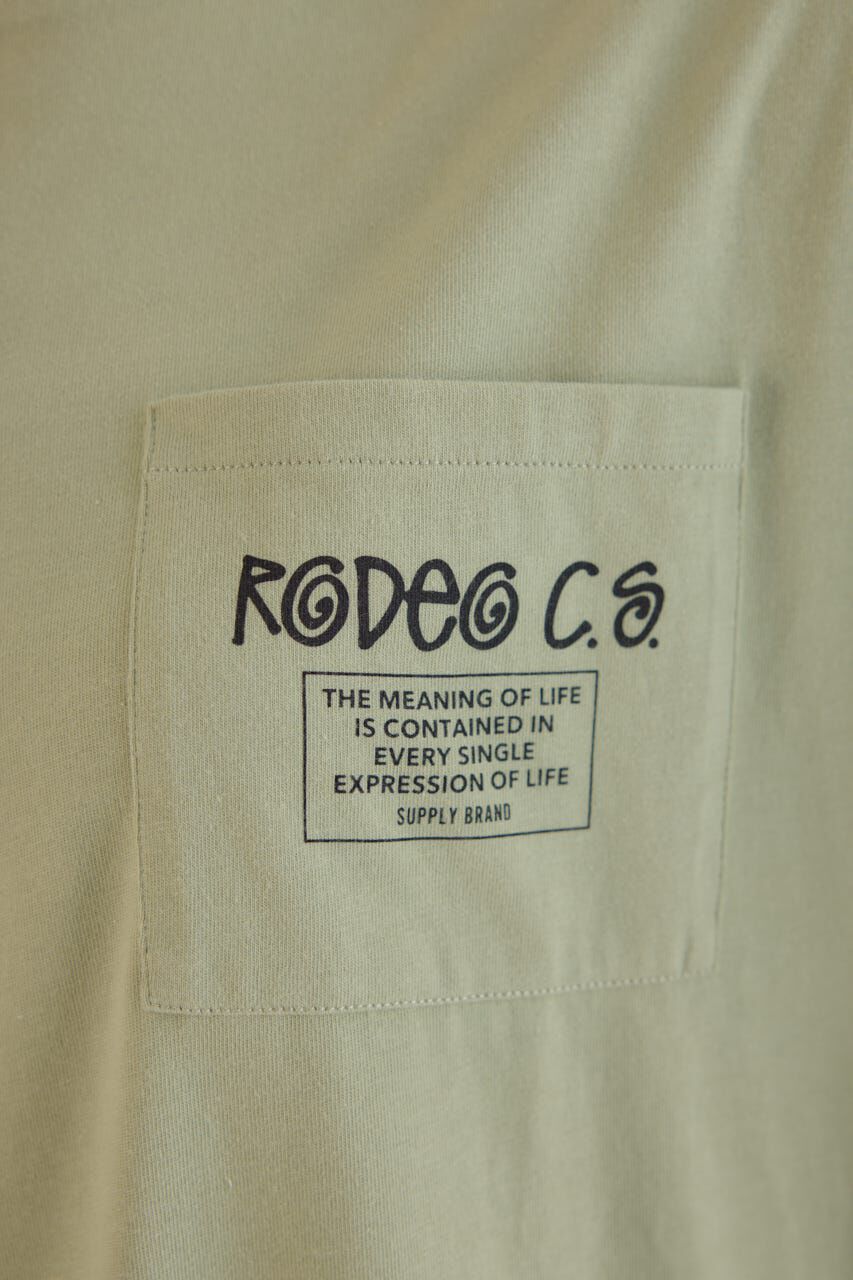 RODEO C.S.
THE MEANING OF LIFE
IS CONTAINED IN
EVERY SINGLE
EXPRESSION OF LIFE
SUPPLY BRAND